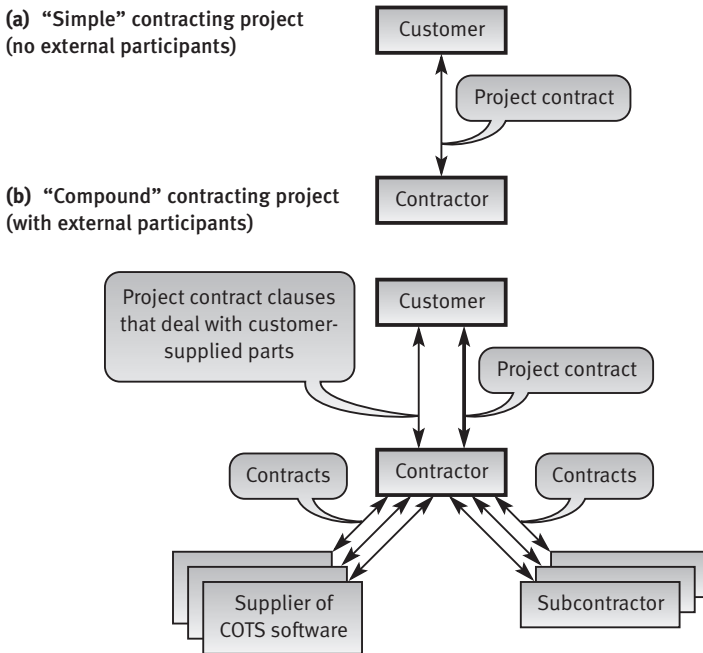 (a) “Simple” contracting project
(no external participants)
Customer
Project contract
Contractor
(b) “Compound” contracting project
(with external participants)
Project contract clauses
that deal with customer-
supplied parts
Customer
Project contract
Contracts
Contractor
Contracts
Supplier of
COTS software
Subcontractor